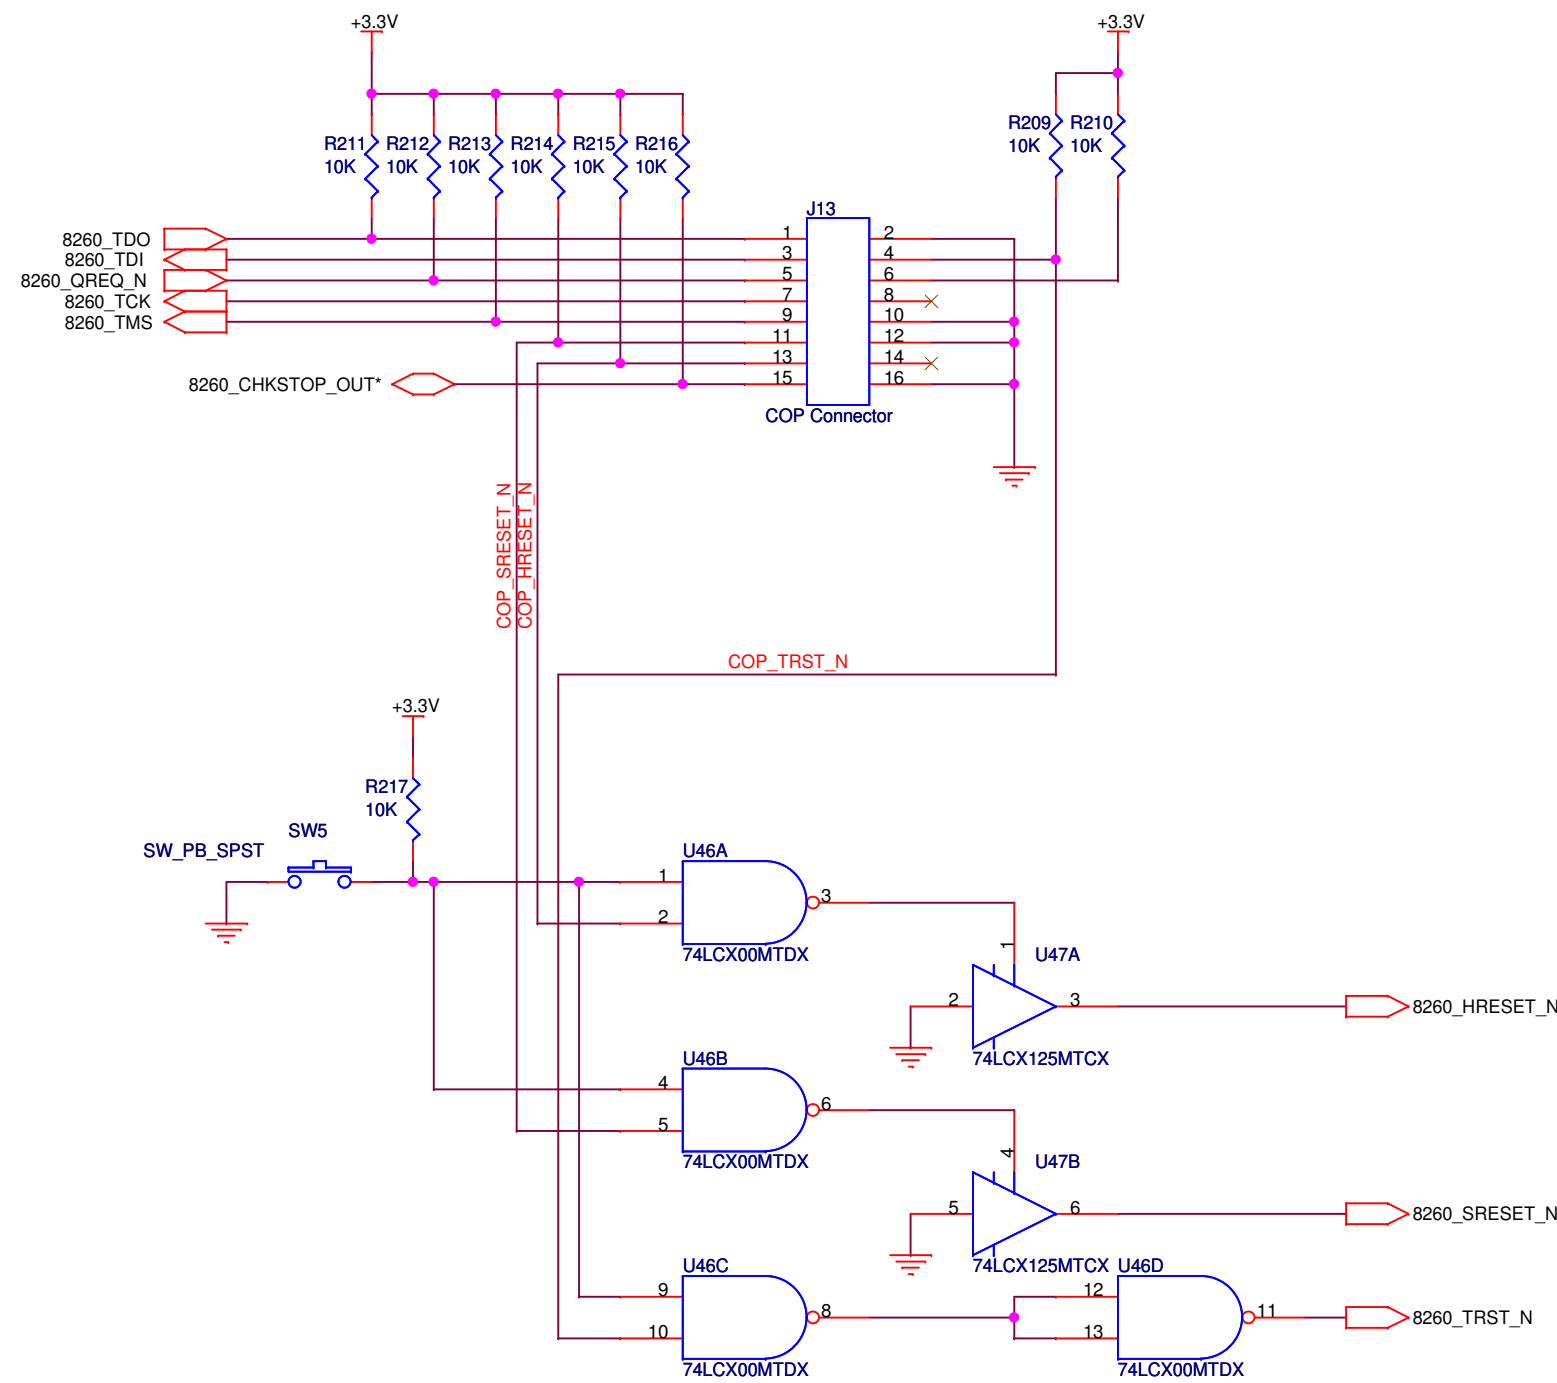 +3.3V
+3.3V
R211
10K
R212
10K
R213
10K
R214
10K
R215
10K
R216
10K
R209
10K
R210
10K
J13
8260_TDO
8260_TDI
8260_QREQ_N
8260_TCK
8260_TMS
8260_CHKSTOP_OUT*
1 2
3 4
5 6
7 8
9 10
11 12
13 14
15 16
COP Connector
COP_SRESET_N
COP_HRESET_N
COP_TRST_N
+3.3V
R217
10K
SW5
SW_PB_SPST
U46A
1
2
3
74LCX00MTDX
1
U47A
2
3
8260_HRESET_N
74LCX125MTCX
U46B
4
5
6
74LCX00MTDX
4
U47B
5
6
8260_SRESET_N
74LCX125MTCX
U46C
9
10
8
74LCX00MTDX
U46D
12
13
11
8260_TRST_N
74LCX00MTDX